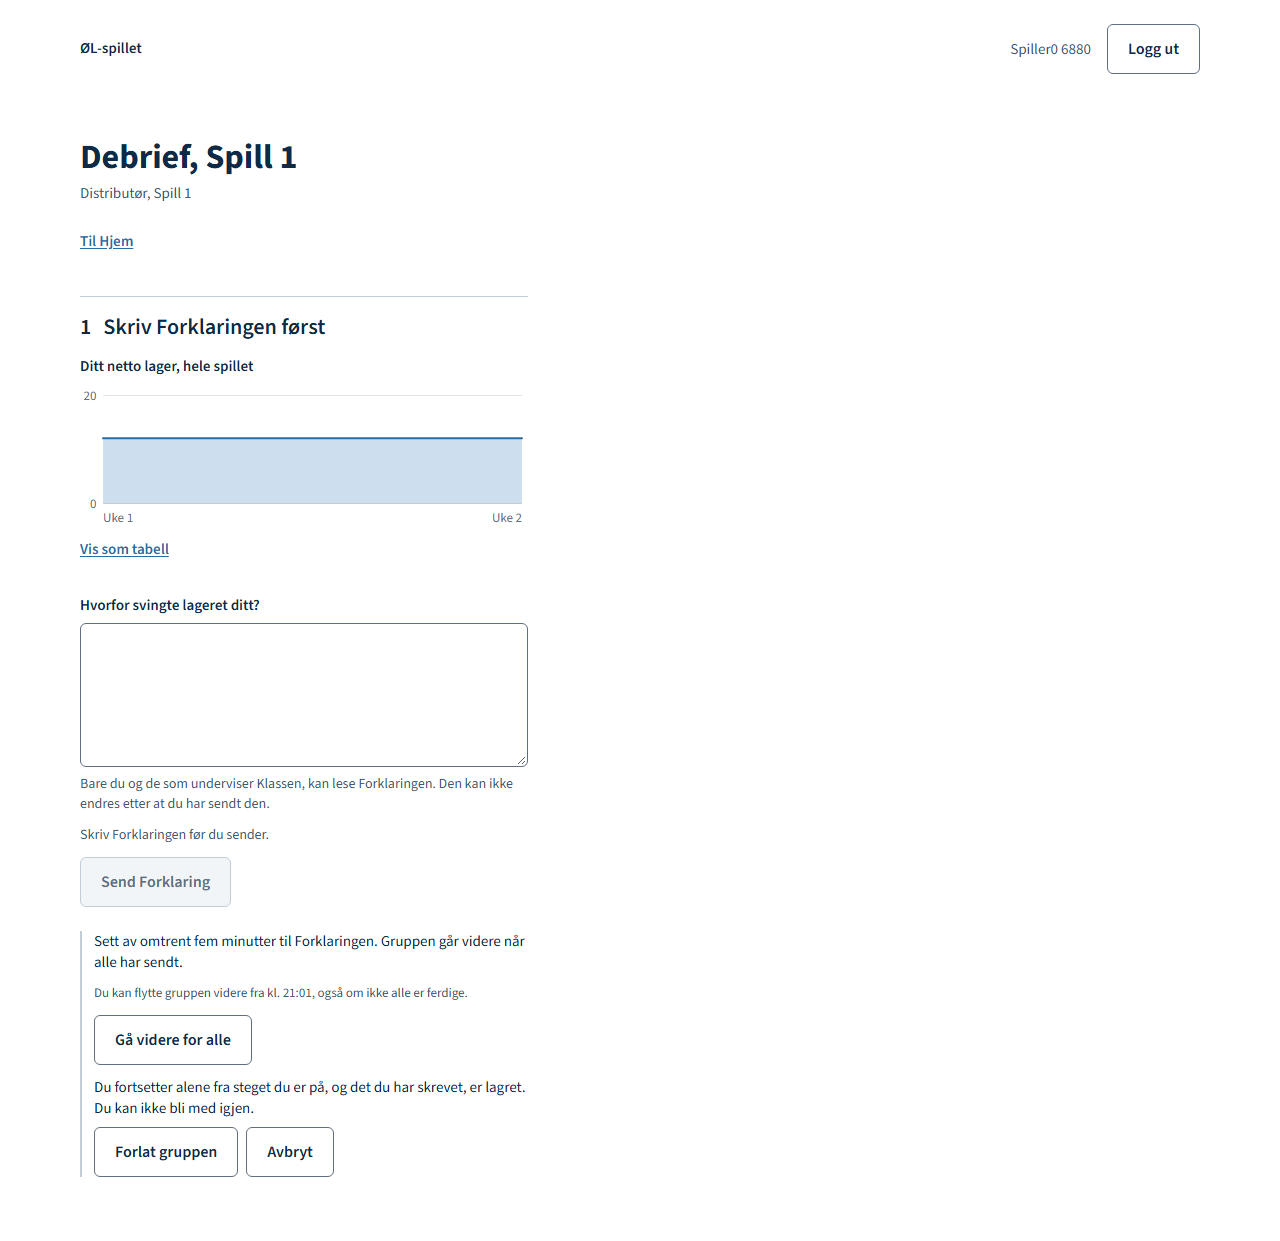 ØL-spillet
Spiller0 6880
Logg ut
Debrief, Spill 1
Distributør, Spill 1
Til Hjem
1 Skriv Forklaringen først
Ditt netto lager, hele spillet
20
0
Uke 1
Uke 2
Vis som tabell
Hvorfor svingte lageret ditt?
Bare du og de som underviser Klassen, kan lese Forklaringen. Den kan ikke
endres etter at du har sendt den.
Skriv Forklaringen før du sender.
Send Forklaring
Sett av omtrent fem minutter til Forklaringen. Gruppen går videre når
alle har sendt.
Du kan flytte gruppen videre fra kl. 21:01, også om ikke alle er ferdige.
Gå videre for alle
Du fortsetter alene fra steget du er på, og det du har skrevet, er lagret.
Du kan ikke bli med igjen.
Forlat gruppen
Avbryt